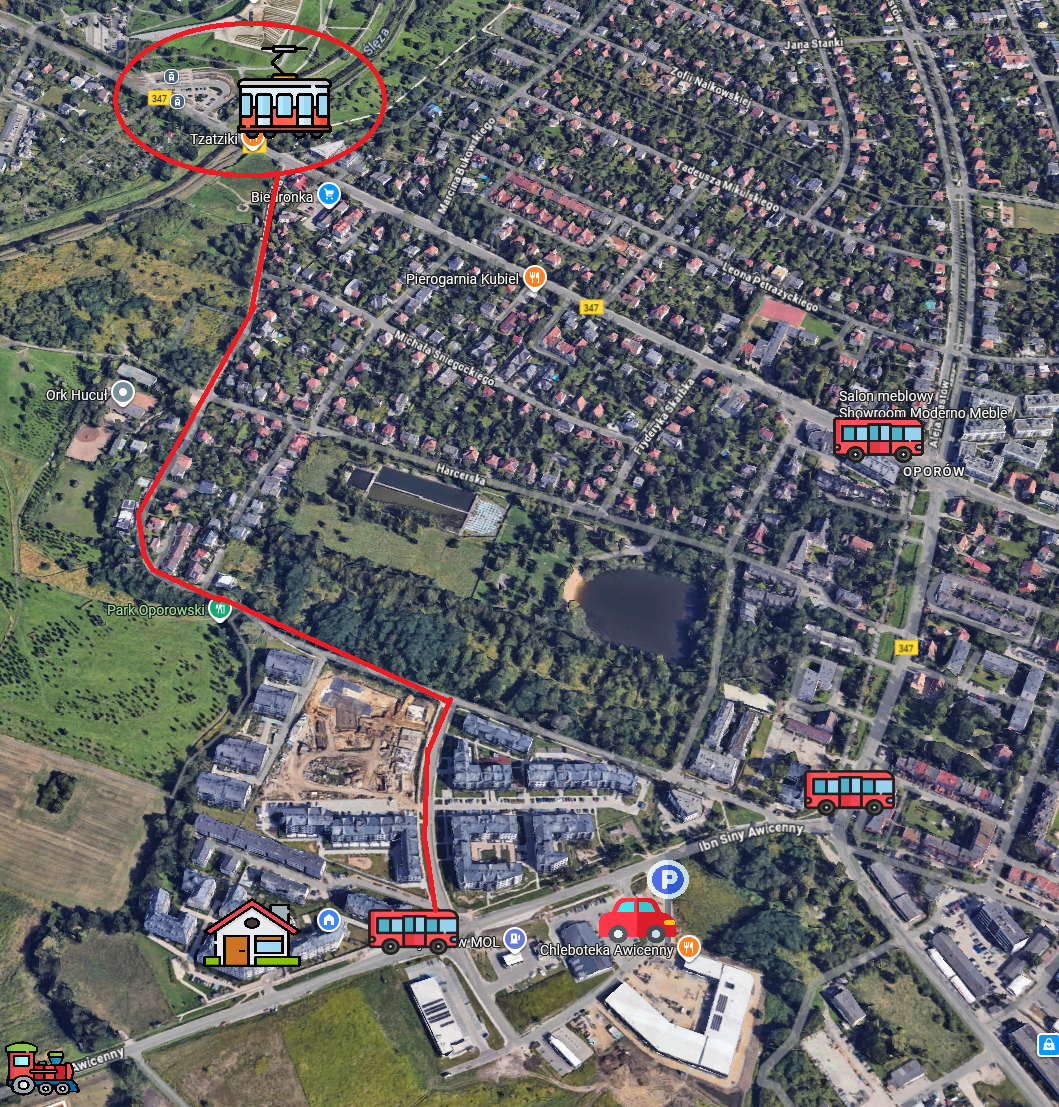 Ślęza
Jana Stanki
Zofii Nałkowskiej
347
Tzatziki
Marcina Bukowskiego
Tadeusza Mikulskiego
Biedronka
Pierogarnia Kubiel
Leona Petrażyckiego
347
Michała Śniegockiego
Ork Hucuł
Fryderyka Skarbka
Salon meblowy
Showroom Moderno Meble
OPORÓW
Harcerska
Park Oporowski
347
Ibn Siny Awicenny
P
MOL
Chleboteka Awicenny
Awicenny